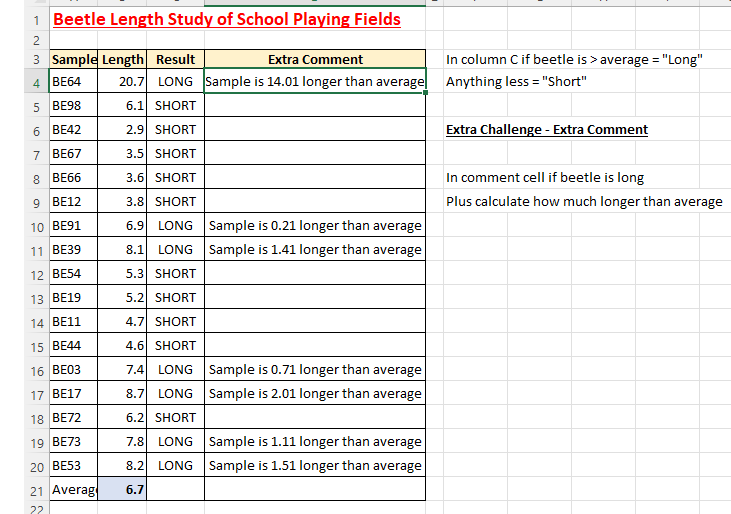 1 Beetle Length Study of School Playing Fields
2
3 Sample Length Result Extra Comment In column C if beetle is > average = "Long"
4 BE64 20.7 LONG Sample is 14.01 longer than average Anything less = "Short"
5 BE98 6.1 SHORT
6 BE42 2.9 SHORT Extra Challenge - Extra Comment
7 BE67 3.5 SHORT
8 BE66 3.6 SHORT In comment cell if beetle is long
9 BE12 3.8 SHORT Plus calculate how much longer than average
10 BE91 6.9 LONG Sample is 0.21 longer than average
11 BE39 8.1 LONG Sample is 1.41 longer than average
12 BE54 5.3 SHORT
13 BE19 5.2 SHORT
14 BE11 4.7 SHORT
15 BE44 4.6 SHORT
16 BE03 7.4 LONG Sample is 0.71 longer than average
17 BE17 8.7 LONG Sample is 2.01 longer than average
18 BE72 6.2 SHORT
19 BE73 7.8 LONG Sample is 1.11 longer than average
20 BE53 8.2 LONG Sample is 1.51 longer than average
21 Averag 6.7
22